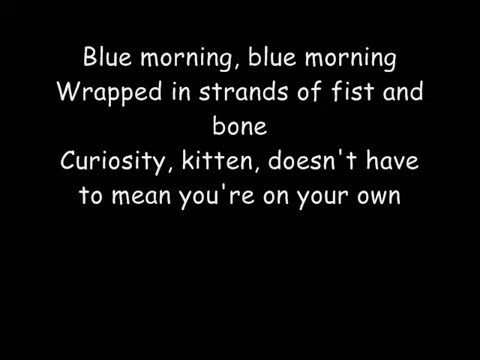 Blue morning, blue morning
Wrapped in strands of fist and
bone
Curiosity, kitten, doesn't have
to mean you're on your own